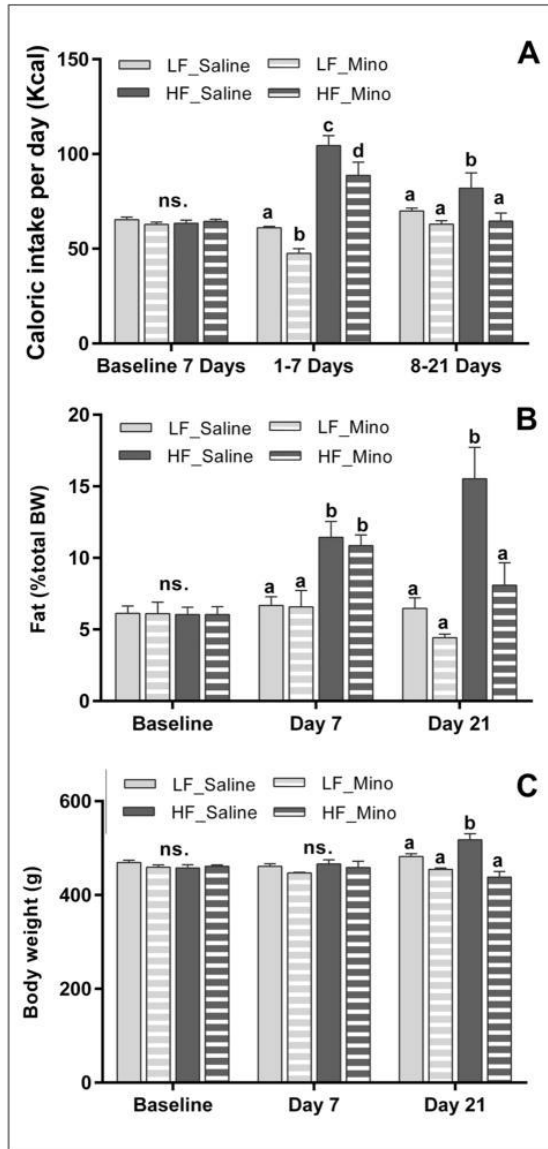 A
LF_Saline LF_Mino
HF_Saline HF_Mino
Caloric intake per day (Kcal)
150
100
50
0
ns.
a
b
c
d
a
a
b
a
Baseline 7 Days 1-7 Days 8-21 Days
B
LF_Saline LF_Mino
HF_Saline HF_Mino
Fat (%total BW)
20
15
10
5
0
ns.
a
a
b
b
a
a
b
a
Baseline Day 7 Day 21
C
LF_Saline LF_Mino
HF_Saline HF_Mino
Body weight (g)
600
400
200
0
ns.
ns.
a
a
b
a
Baseline Day 7 Day 21